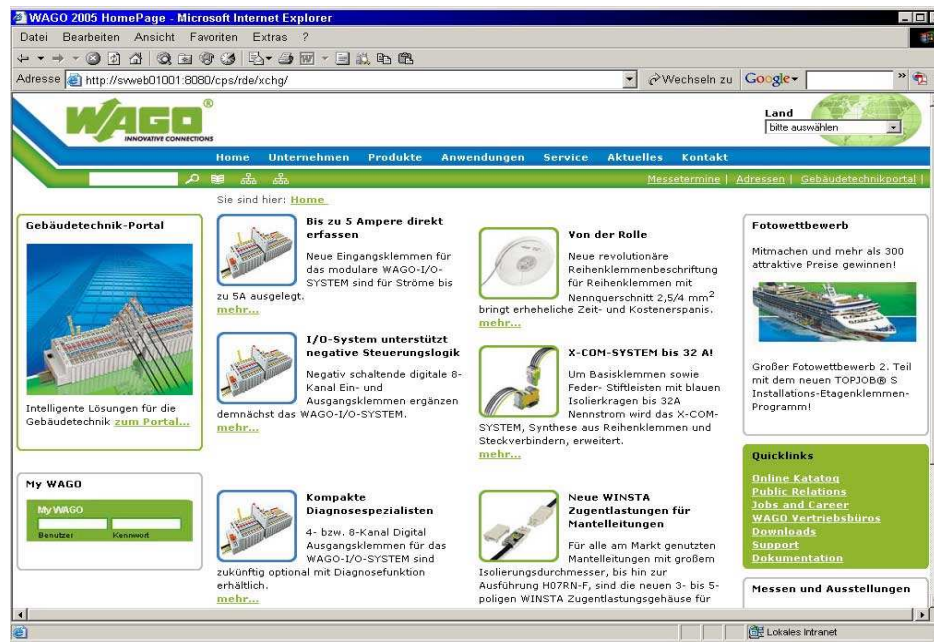 WAGO 2005 HomePage - Microsoft Internet Explorer
Datei Bearbeiten Ansicht Favoriten Extras ?
Adresse http://swweb01001:8080/cps/rde/xchg/ Wechseln zu Google »
WAGO®
INNOVATIVE CONNECTIONS
Land
bitte auswählen
Home Unternehmen Produkte Anwendungen Service Aktuelles Kontakt
Messetermine | Adressen | Gebäudetechnikportal |
Sie sind hier: Home
Gebäudetechnik-Portal
Intelligente Lösungen für die
Gebäudetechnik zum Portal...
My WAGO
My WAGO
Benutzer Kennwort
Bis zu 5 Ampere direkt
erfassen
Neue Eingangsklemmen für
das modulare WAGO-I/O-
SYSTEM sind für Ströme bis
zu 5A ausgelegt.
mehr...
I/O-System unterstützt
negative Steuerungslogik
Negativ schaltende digitale 8-
Kanal Ein- und
Ausgangsklemmen ergänzen
demnächst das WAGO-I/O-SYSTEM.
mehr...
Kompakte
Diagnosespezialisten
4- bzw. 8-Kanal Digital
Ausgangsklemmen für das
WAGO-I/O-SYSTEM sind
zukünftig optional mit Diagnosefunktion
erhältlich.
mehr...
Von der Rolle
Neue revolutionäre
Reihenklemmenbeschriftung
für Reihenklemmen mit
Nennquerschnitt 2,5/4 mm²
bringt erheheliche Zeit- und Kostenerspanis.
mehr...
X-COM-SYSTEM bis 32 A!
Um Basisklemmen sowie
Feder- Stiftleisten mit blauen
Isolierkragen bis 32A
Nennstrom wird das X-COM-
SYSTEM, Synthese aus Reihenklemmen und
Steckverbindern, erweitert.
mehr...
Neue WINSTA
Zugentlastungen für
Mantelleitungen
Für alle am Markt genutzten
Mantelleitungen mit großem
Isolierungsdurchmesser, bis hin zur
Ausführung H07RN-F, sind die neuen 3- bis 5-
poligen WINSTA Zugentlastungsgehäuse für
Fotowettbewerb
Mitmachen und mehr als 300
attraktive Preise gewinnen!
Großer Fotowettbewerb 2. Teil
mit dem neuen TOPJOB® S
Installations-Etagenklemmen-
Programm!
Quicklinks
Online Katatog
Public Relations
Jobs and Career
WAGO Vertriebsbüros
Downloads
Support
Dokumentation
Messen und Ausstellungen
Lokales Intranet